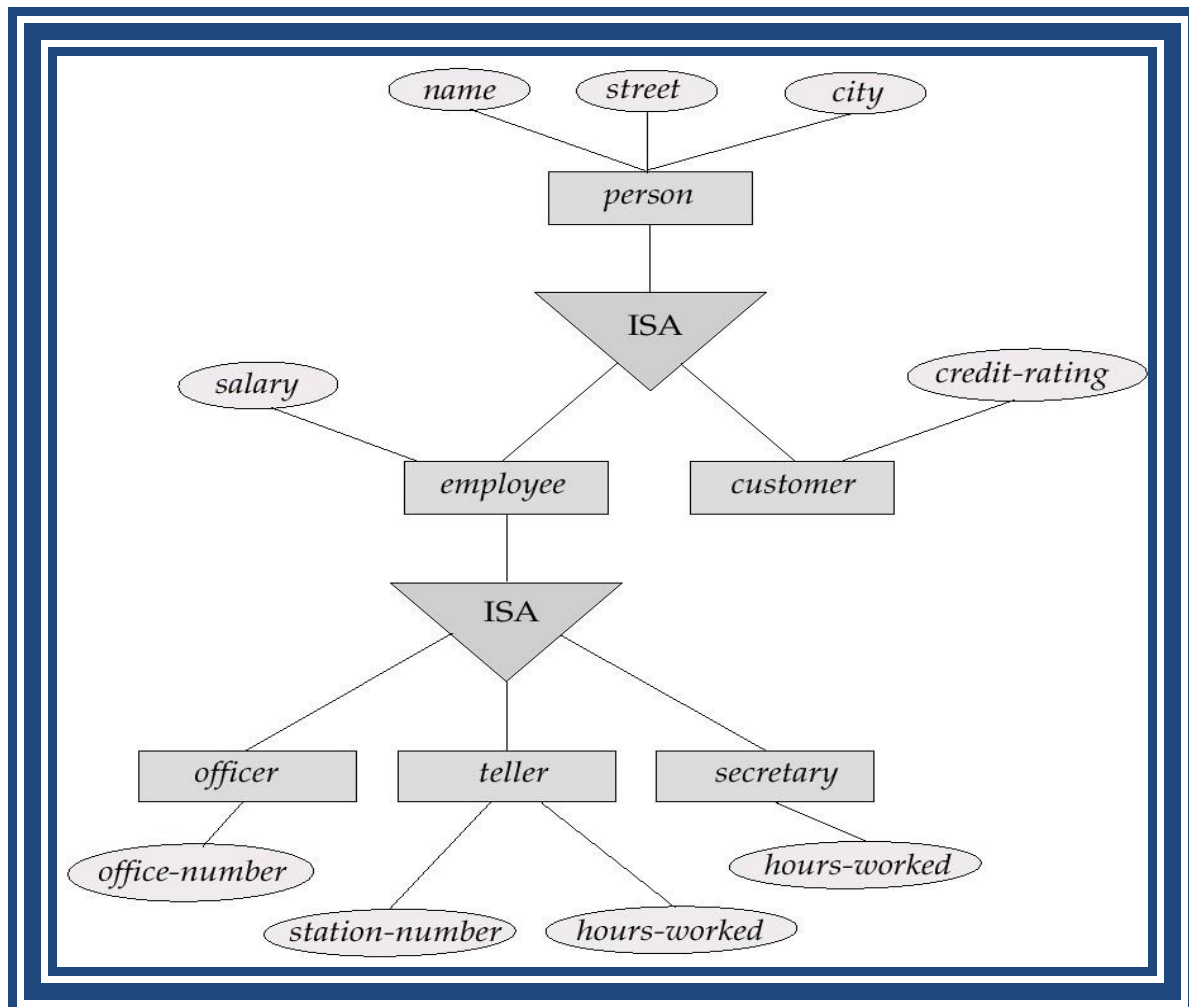 name
street
city
person
ISA
salary
credit-rating
employee
customer
ISA
officer
teller
secretary
office-number
hours-worked
station-number
hours-worked